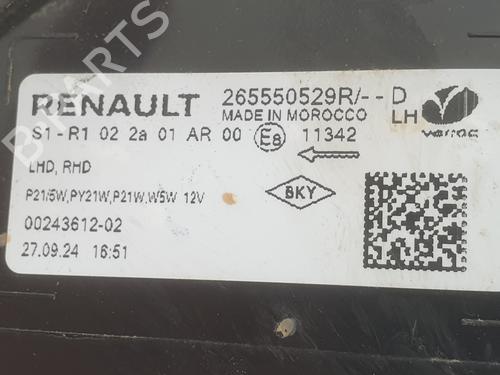 RENAULT 265550529R/-- D
MADE IN MOROCCO LH
S1-R1 02 2a 01 AR 00 E8 11342
LHD, RHD
BKY
P21/5W,PY21W,P21W,W5W 12V
00243612-02
27.09.24 16:51